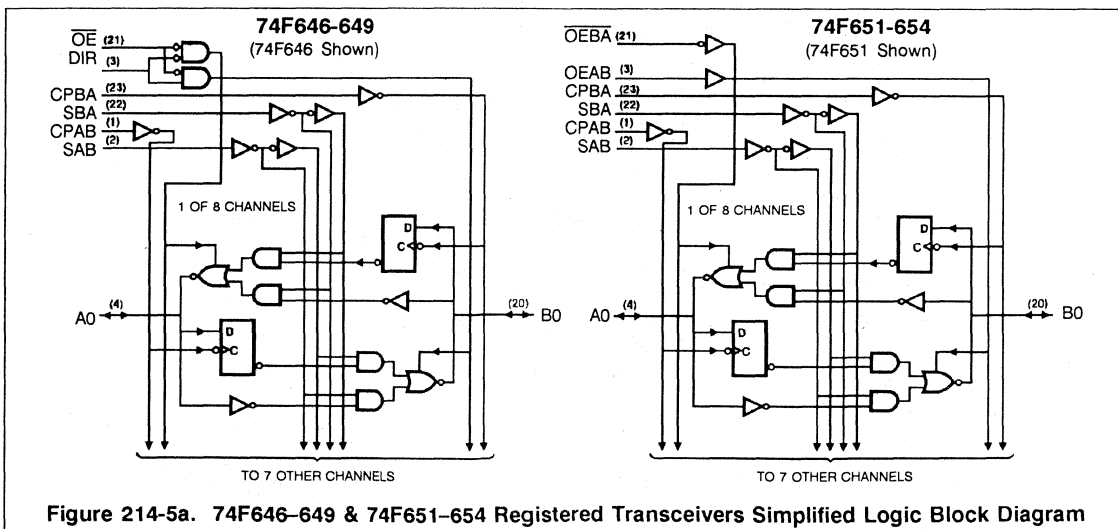 74F646-649
(74F646 Shown)
OE (21)
DIR
(3)
CPBA (23)
SBA (22)
CPAB (1)
SAB (2)
1 OF 8 CHANNELS
D
C
A0 (4)
(20) B0
D
C
TO 7 OTHER CHANNELS
74F651-654
(74F651 Shown)
OEBA (21)
OEAB (3)
CPBA (23)
SBA (22)
CPAB (1)
SAB (2)
1 OF 8 CHANNELS
D
C
A0 (4)
(20) B0
D
C
TO 7 OTHER CHANNELS
Figure 214-5a. 74F646–649 & 74F651–654 Registered Transceivers Simplified Logic Block Diagram